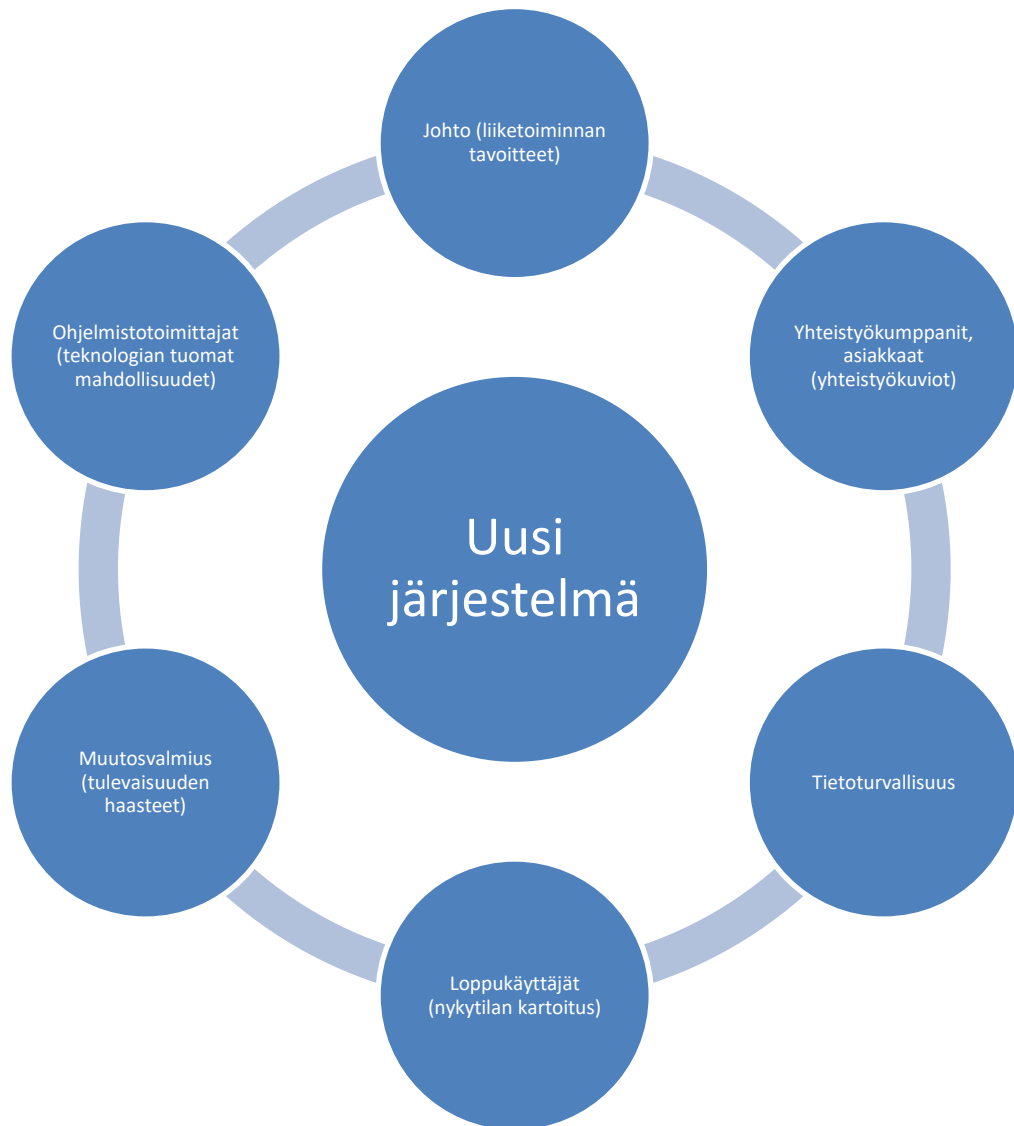 Johto (liiketoiminnan
tavoitteet)
Yhteistyökumppanit,
asiakkaat
(yhteistyökuviot)
Tietoturvallisuus
Loppukäyttäjät
(nykytilan kartoitus)
Muutosvalmius
(tulevaisuuden
haasteet)
Ohjelmistotoimittajat
(teknologian tuomat
mahdollisuudet)
Uusi
järjestelmä